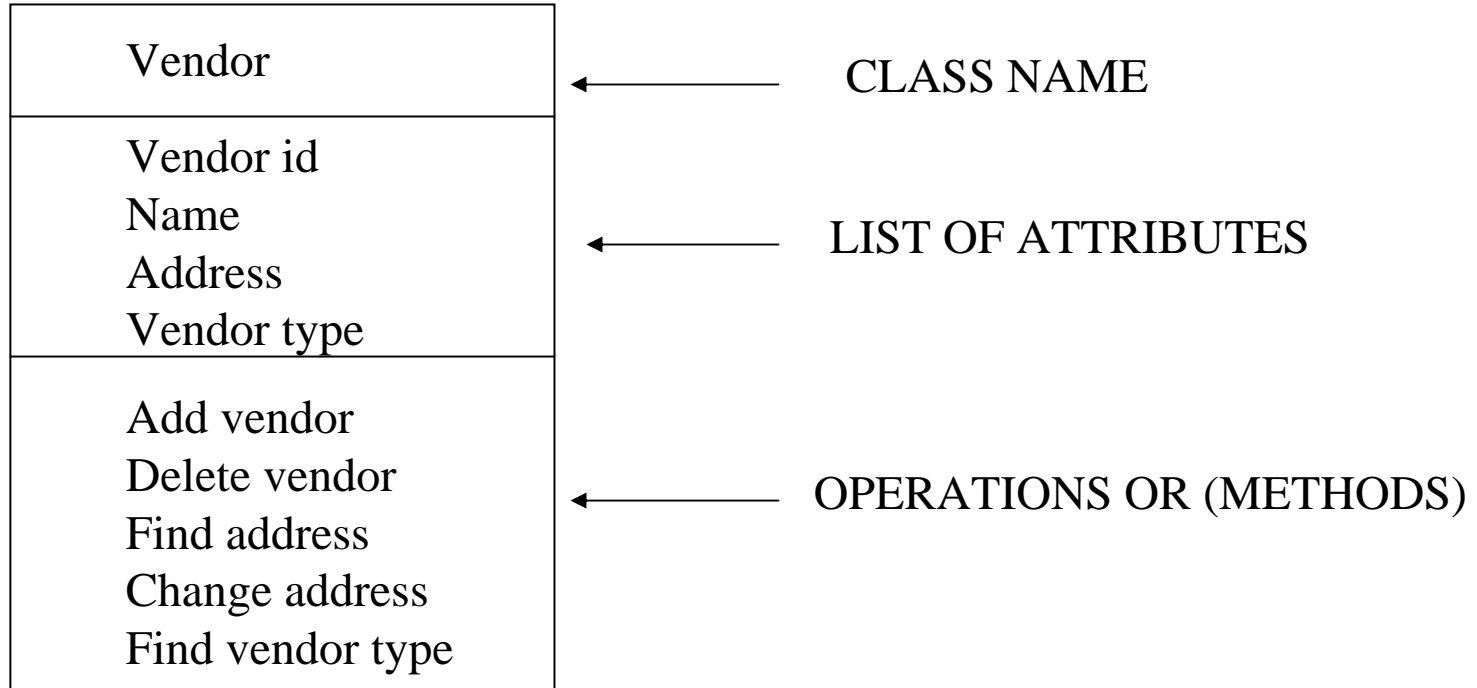 Vendor
CLASS NAME
Vendor id
Name
Address
Vendor type
LIST OF ATTRIBUTES
Add vendor
Delete vendor
Find address
Change address
Find vendor type
OPERATIONS OR (METHODS)